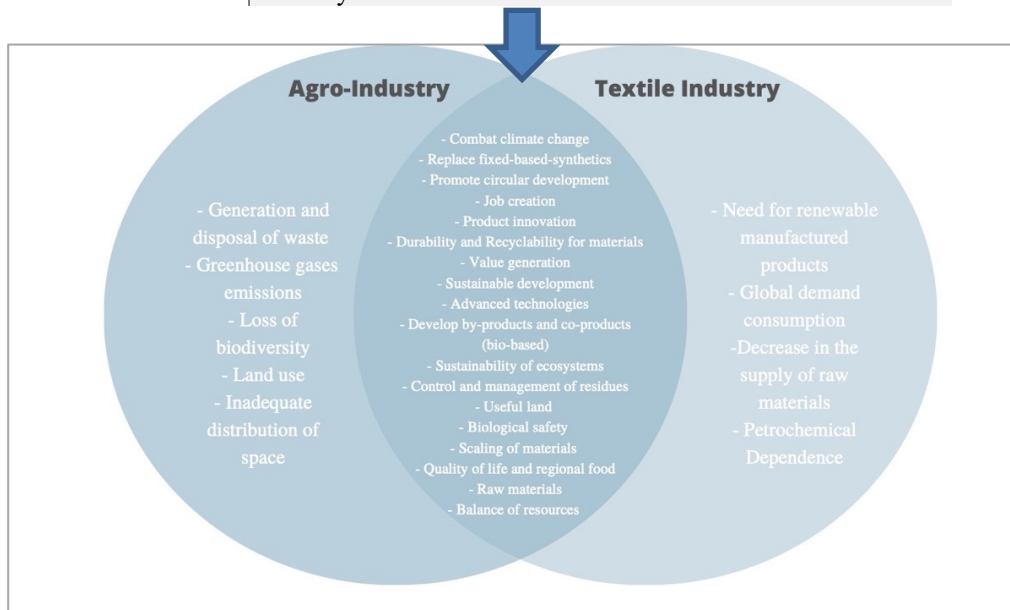 Agro-Industry
Textile Industry
- Combat climate change
- Replace fixed-based-synthetics
- Promote circular development
- Job creation
- Product innovation
- Durability and Recyclability for materials
- Value generation
- Sustainable development
- Advanced technologies
- Develop by-products and co-products
(bio-based)
- Sustainability of ecosystems
- Control and management of residues
- Useful land
- Biological safety
- Scaling of materials
- Quality of life and regional food
- Raw materials
- Balance of resources
- Generation and
disposal of waste
- Greenhouse gases
emissions
- Loss of
biodiversity
- Land use
- Inadequate
distribution of
space
- Need for renewable
manufactured
products
- Global demand
consumption
-Decrease in the
supply of raw
materials
- Petrochemical
Dependence